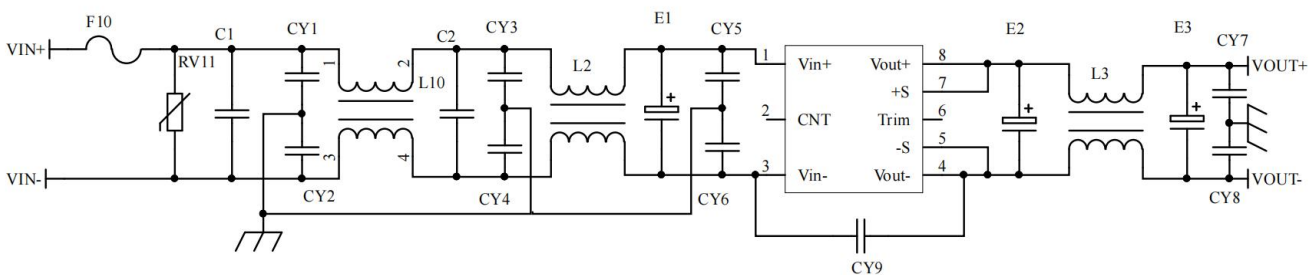 F10
VIN+
RV11
C1
CY1
1
2
L10
C2
CY3
L2
E1
CY5
1
Vin+
Vout+
8
+S
7
2
CNT
Trim
6
-S
5
3
Vin-
Vout-
4
E2
L3
E3
CY7
VOUT+
VIN-
3
4
CY2
CY4
CY6
CY9
CY8
VOUT-
+
+
+